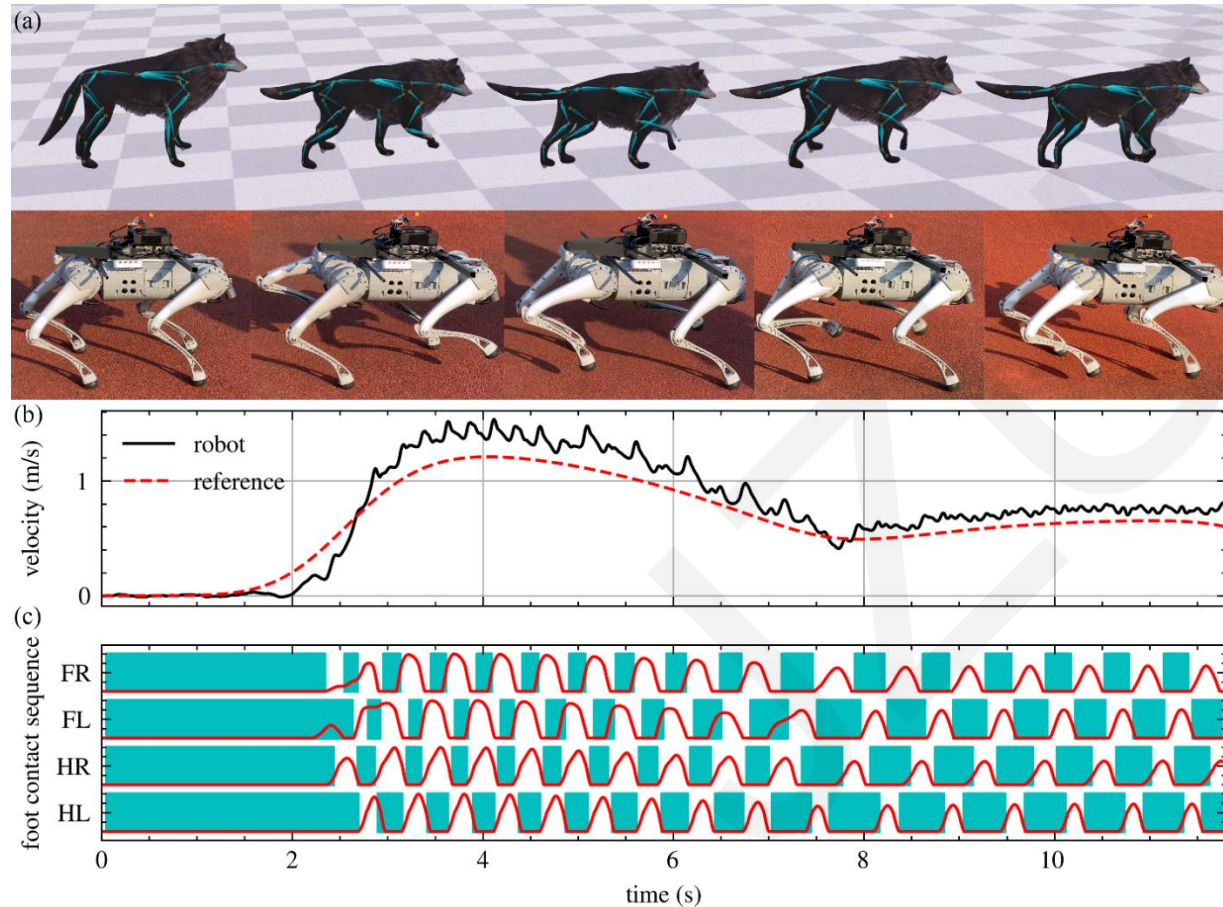 (a)
(b)
robot
reference
velocity (m/s)
1
0
(c)
foot contact sequence
FR
FL
HR
HL
0 2 4 6 8 10
time (s)